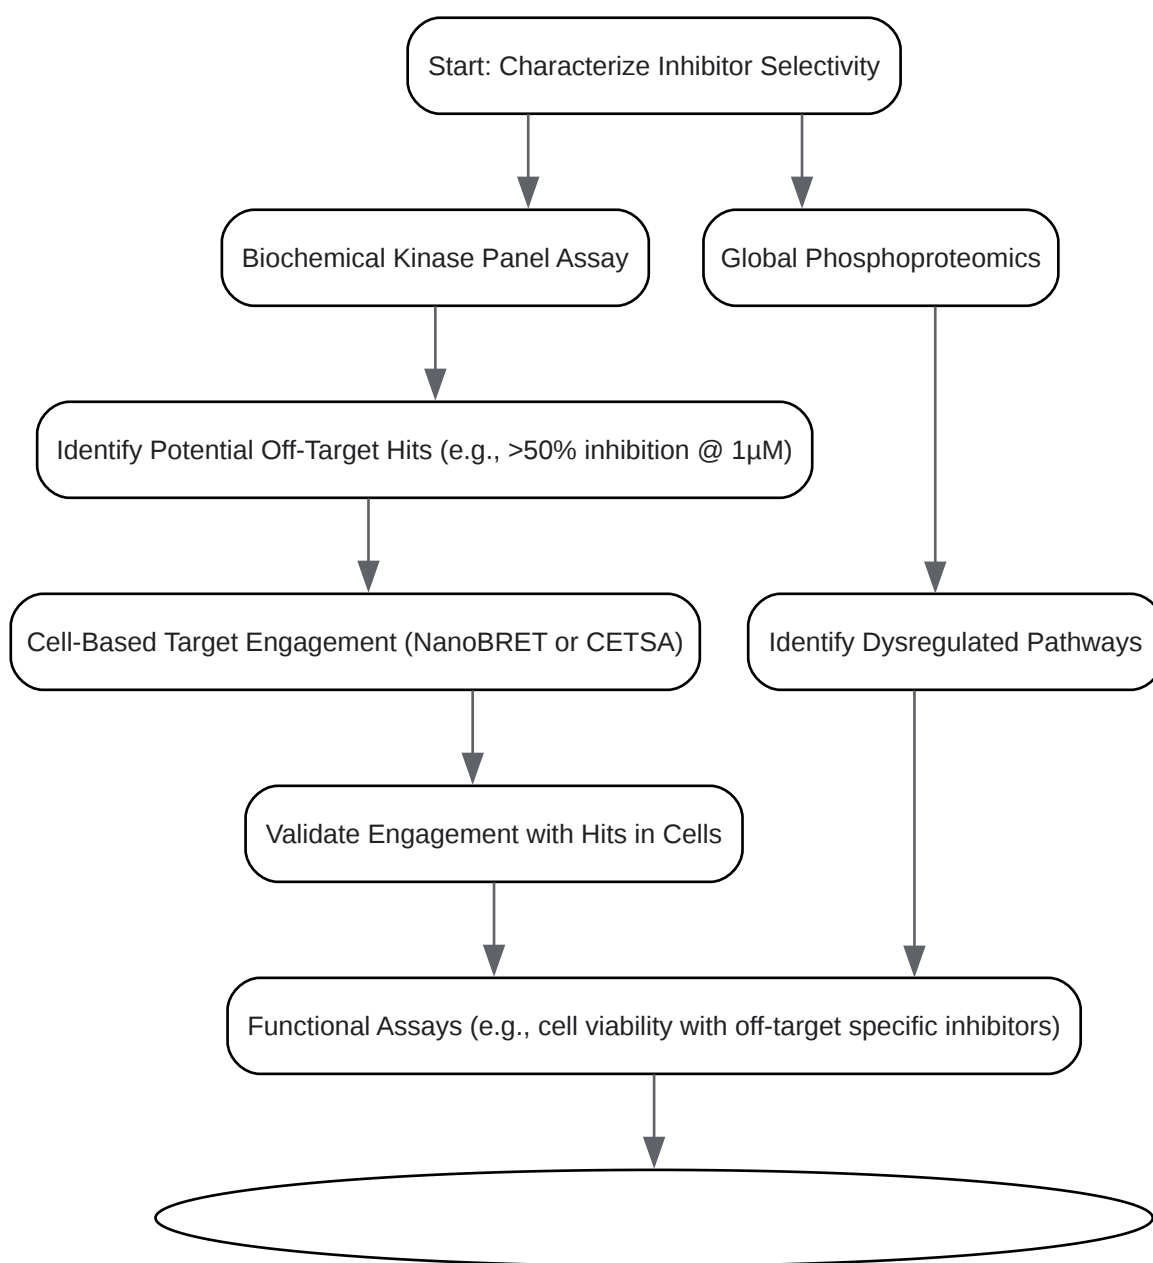 Start: Characterize Inhibitor Selectivity
Biochemical Kinase Panel Assay
Global Phosphoproteomics
Identify Potential Off-Target Hits (e.g., >50% inhibition @ 1µM)
Cell-Based Target Engagement (NanoBRET or CETSA)
Identify Dysregulated Pathways
Validate Engagement with Hits in Cells
Functional Assays (e.g., cell viability with off-target specific inhibitors)